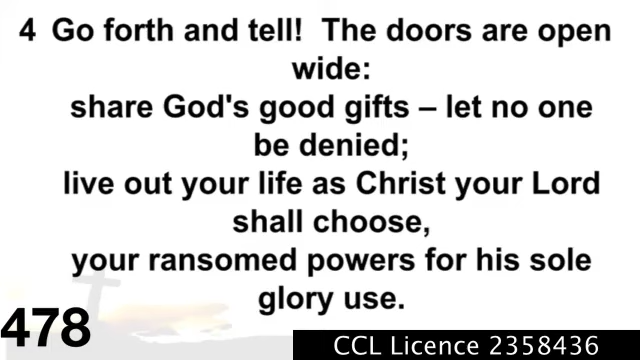 4 Go forth and tell! The doors are open
wide:
share God's good gifts – let no one
be denied;
live out your life as Christ your Lord
shall choose,
your ransomed powers for his sole
glory use.
478
CCL Licence 2358436